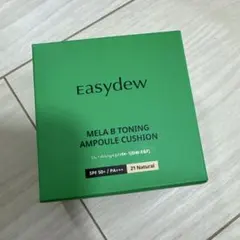 Easydew
MELA B TONING
AMPOULE CUSHION
SPF 50+ / PA+++
21 Natural